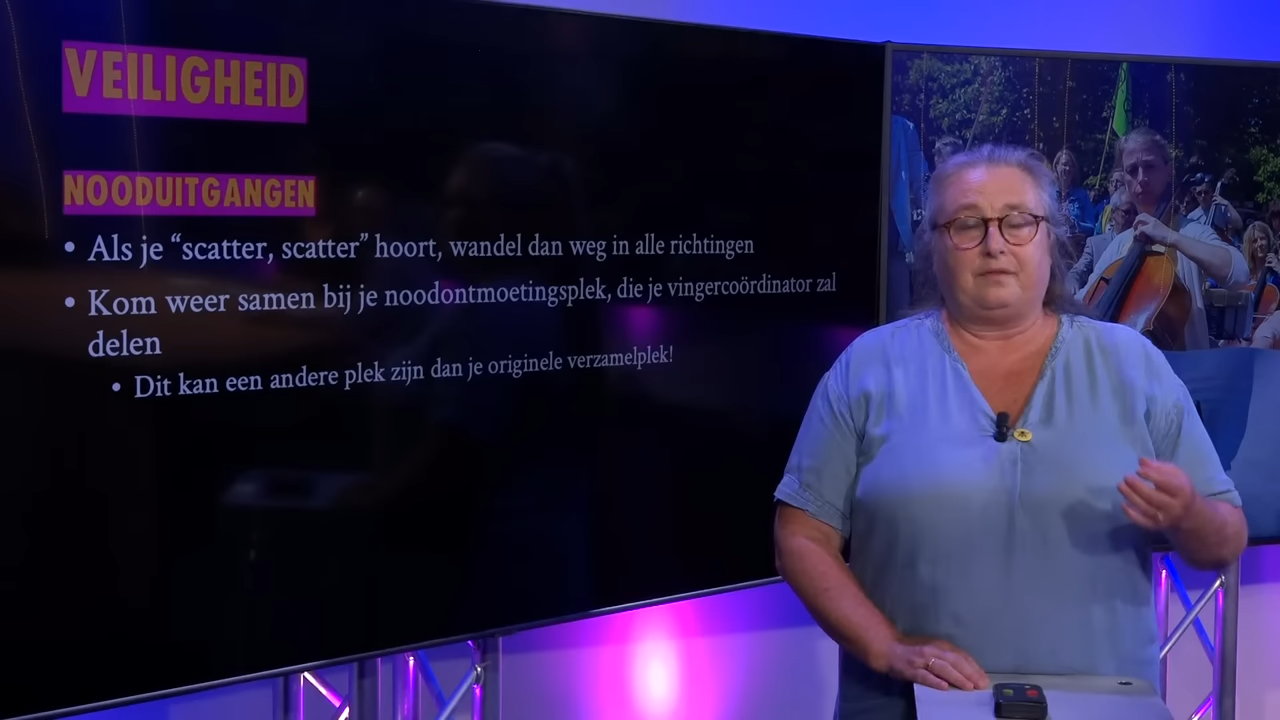 VEILIGHEID
NOODUITGANGEN
• Als je “scatter, scatter” hoort, wandel dan weg in alle richtingen
• Kom weer samen bij je noodontmoetingsplek, die je vingercoördinator zal
delen
• Dit kan een andere plek zijn dan je originele verzamelplek!